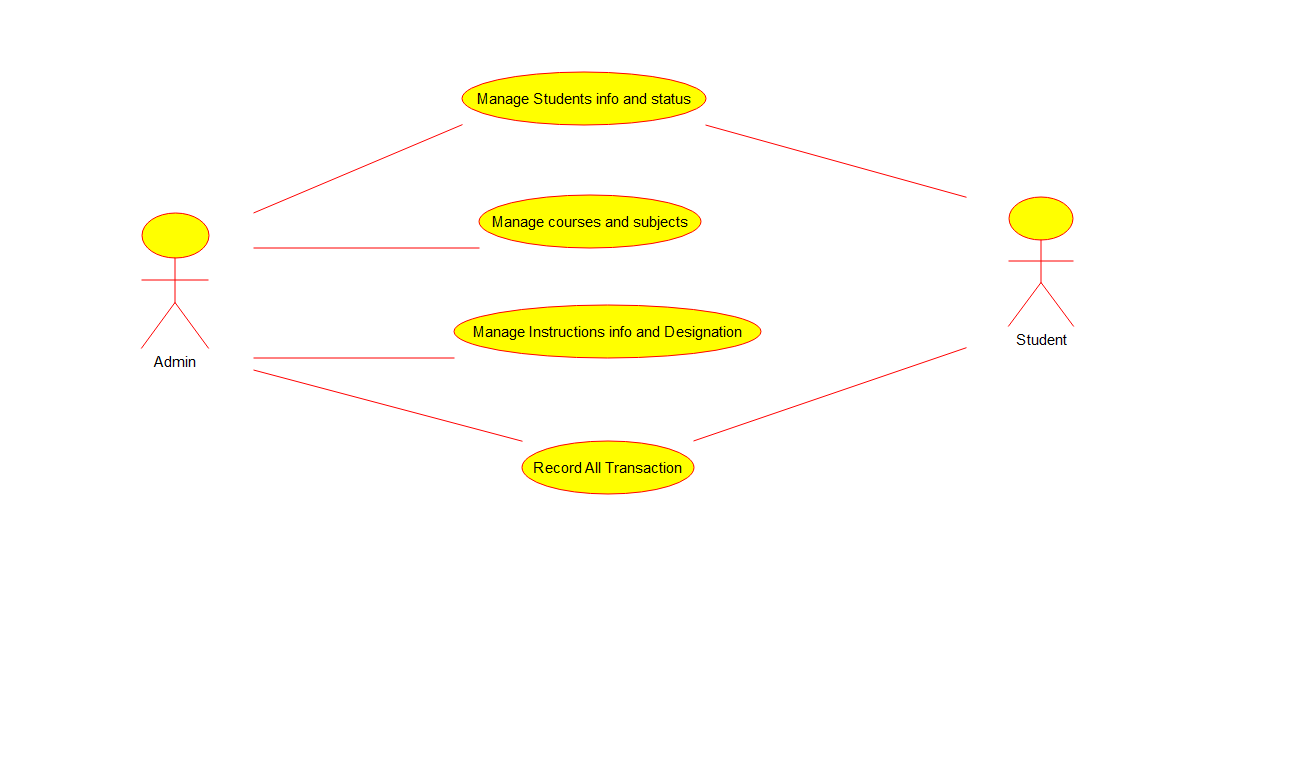 Manage Students info and status
Manage courses and subjects
Manage Instructions info and Designation
Student
Admin
Record All Transaction